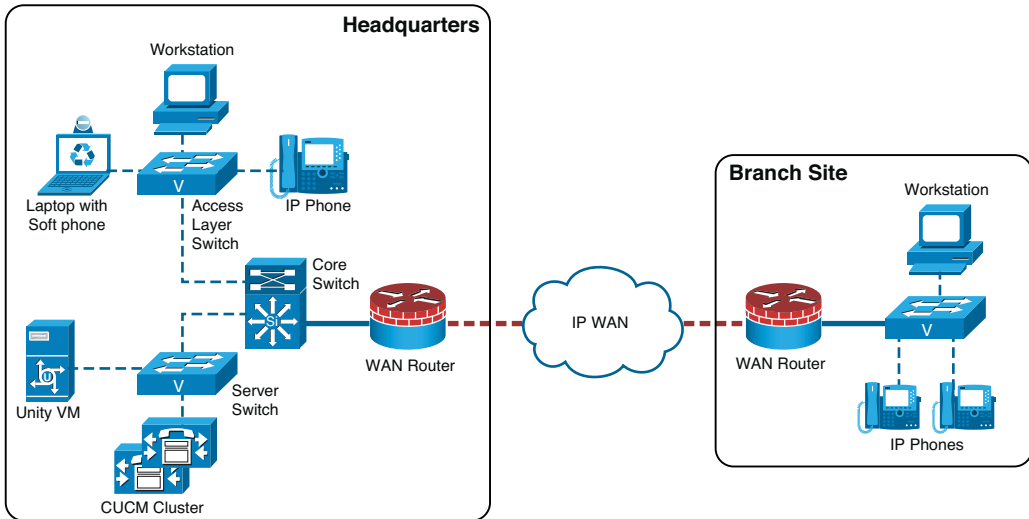 Headquarters
Workstation
Laptop with
Soft phone
V
Access
Layer
Switch
IP Phone
Core
Switch
Si
WAN Router
U
Unity VM
V
Server
Switch
CUCM Cluster
IP WAN
Branch Site
Workstation
WAN Router
V
IP Phones